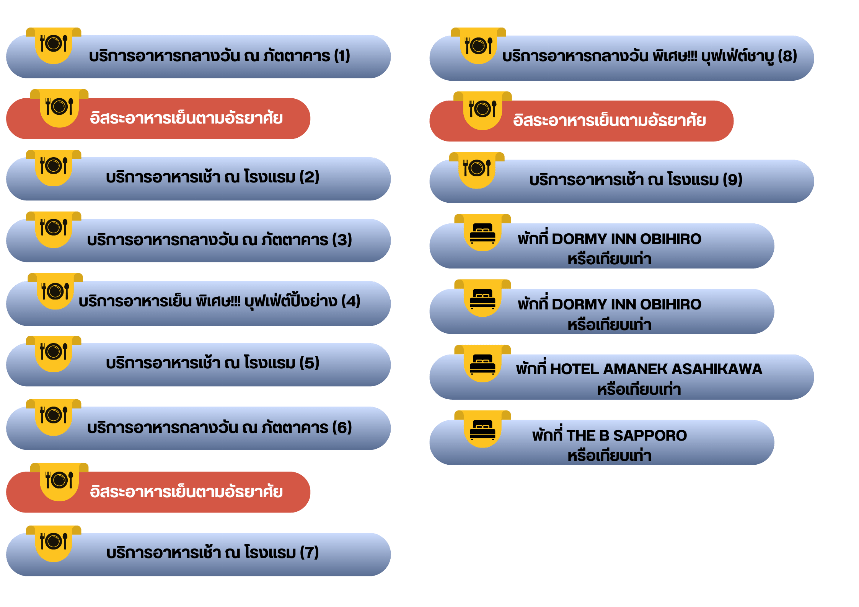 บริการอาหารกลางวัน ณ ภัตตาคาร (1)
อิสระอาหารเย็นตามอัธยาศัย
บริการอาหารเช้า ณ โรงแรม (2)
บริการอาหารกลางวัน ณ ภัตตาคาร (3)
บริการอาหารเย็น พิเศษ!!! บุฟเฟ่ต์ปิ้งย่าง (4)
บริการอาหารเช้า ณ โรงแรม (5)
บริการอาหารกลางวัน ณ ภัตตาคาร (6)
อิสระอาหารเย็นตามอัธยาศัย
บริการอาหารเช้า ณ โรงแรม (7)
บริการอาหารกลางวัน พิเศษ!!! บุฟเฟ่ต์ชาบู (8)
อิสระอาหารเย็นตามอัธยาศัย
บริการอาหารเช้า ณ โรงแรม (9)
พักที่ DORMY INN OBIHIRO
หรือเทียบเท่า
พักที่ DORMY INN OBIHIRO
หรือเทียบเท่า
พักที่ HOTEL AMANEK ASAHIKAWA
หรือเทียบเท่า
พักที่ THE B SAPPORO
หรือเทียบเท่า